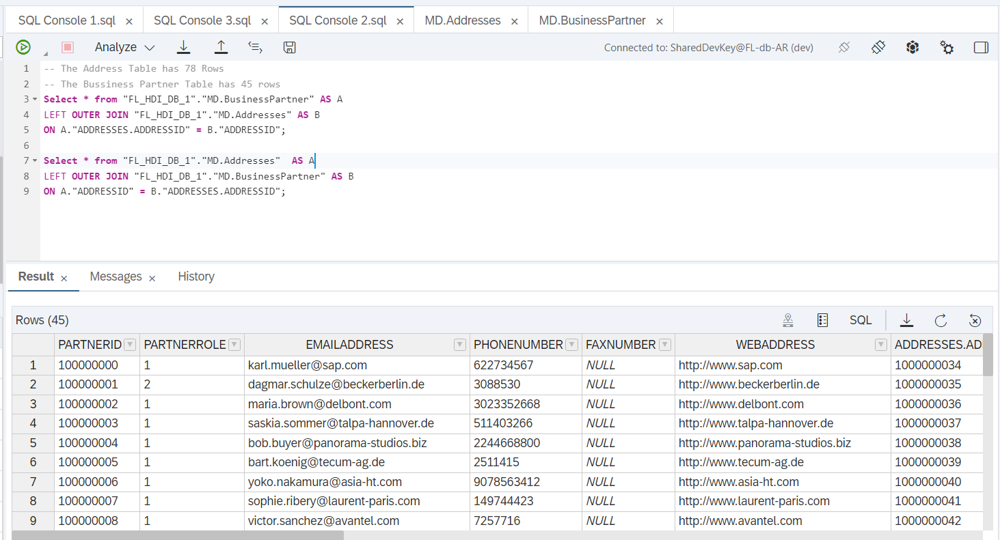 SQL Console 1.sql × SQL Console 3.sql × SQL Console 2.sql × MD.Addresses × MD.BusinessPartner ×
Analyze Connected to: SharedDevKey@FL-db-AR (dev)
1 -- The Address Table has 78 Rows
2 -- The Bussiness Partner Table has 45 rows
3 Select * from "FL_HDI_DB_1"."MD.BusinessPartner" AS A
4 LEFT OUTER JOIN "FL_HDI_DB_1"."MD.Addresses" AS B
5 ON A."ADDRESSES.ADDRESSID" = B."ADDRESSID";
6
7 Select * from "FL_HDI_DB_1"."MD.Addresses"  AS A
8 LEFT OUTER JOIN "FL_HDI_DB_1"."MD.BusinessPartner" AS B
9 ON A."ADDRESSID" = B."ADDRESSES.ADDRESSID";
Result × Messages × History
Rows (45) SQL
PARTNERID PARTNERROLE EMAILADDRESS PHONENUMBER FAXNUMBER WEBADDRESS ADDRESSES.AD
1 100000000 1 karl.mueller@sap.com 622734567 NULL http://www.sap.com 1000000034
2 100000001 2 dagmar.schulze@beckerberlin.de 3088530 NULL http://www.beckerberlin.de 1000000035
3 100000002 1 maria.brown@delbont.com 3023352668 NULL http://www.delbont.com 1000000036
4 100000003 1 saskia.sommer@talpa-hannover.de 511403266 NULL http://www.talpa-hannover.de 1000000037
5 100000004 1 bob.buyer@panorama-studios.biz 2244668800 NULL http://www.panorama-studios.biz 1000000038
6 100000005 1 bart.koenig@tecum-ag.de 2511415 NULL http://www.tecum-ag.de 1000000039
7 100000006 1 yoko.nakamura@asia-ht.com 9078563412 NULL http://www.asia-ht.com 1000000040
8 100000007 1 sophie.ribery@laurent-paris.com 149744423 NULL http://www.laurent-paris.com 1000000041
9 100000008 1 victor.sanchez@avantel.com 7257716 NULL http://www.avantel.com 1000000042